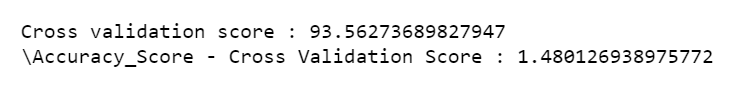 Cross validation score : 93.56273689827947
\Accuracy_Score - Cross Validation Score : 1.480126938975772